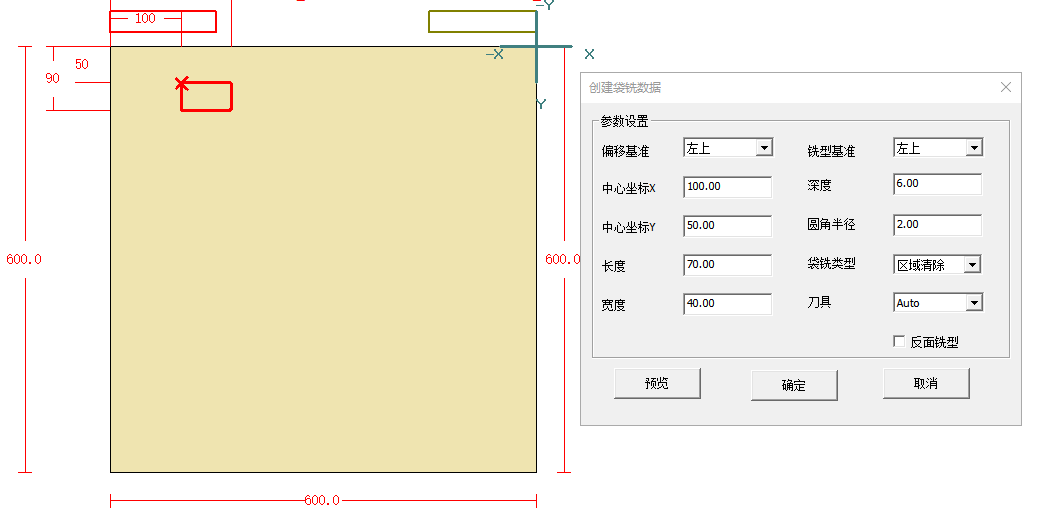 100
-Y
-X
X
50
90
Y
600.0
600.0
600.0
创建袋铣数据
参数设置
偏移基准 左上 铣型基准 左上
中心坐标X 100.00 深度 6.00
中心坐标Y 50.00 圆角半径 2.00
长度 70.00 袋铣类型 区域清除
宽度 40.00 刀具 Auto
反面铣型
预览 确定 取消